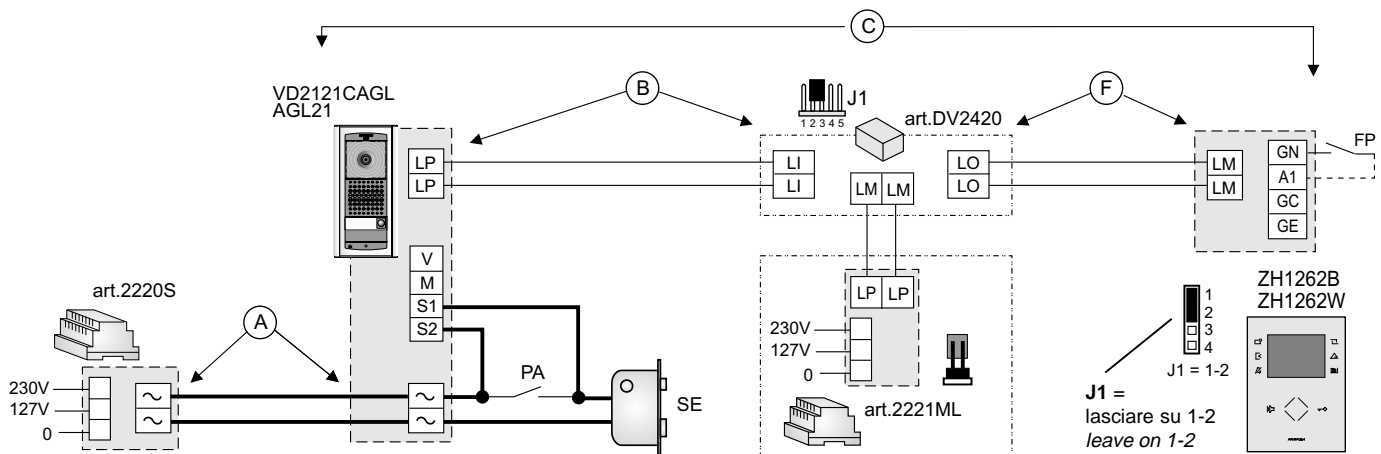 C
VD2121CAGL
AGL21
B
J1
1 2 3 4 5
art.DV2420
F
LP
LP
LI
LI
LM LM
LO
LO
LM
LM
GN
A1
GC
GE
FP
V
M
S1
S2
art.2220S
A
230V
127V
0
PA
SE
LP LP
230V
127V
0
art.2221ML
1
2
3
4
J1 = 1-2
J1 =
lasciare su 1-2
leave on 1-2
ZH1262B
ZH1262W